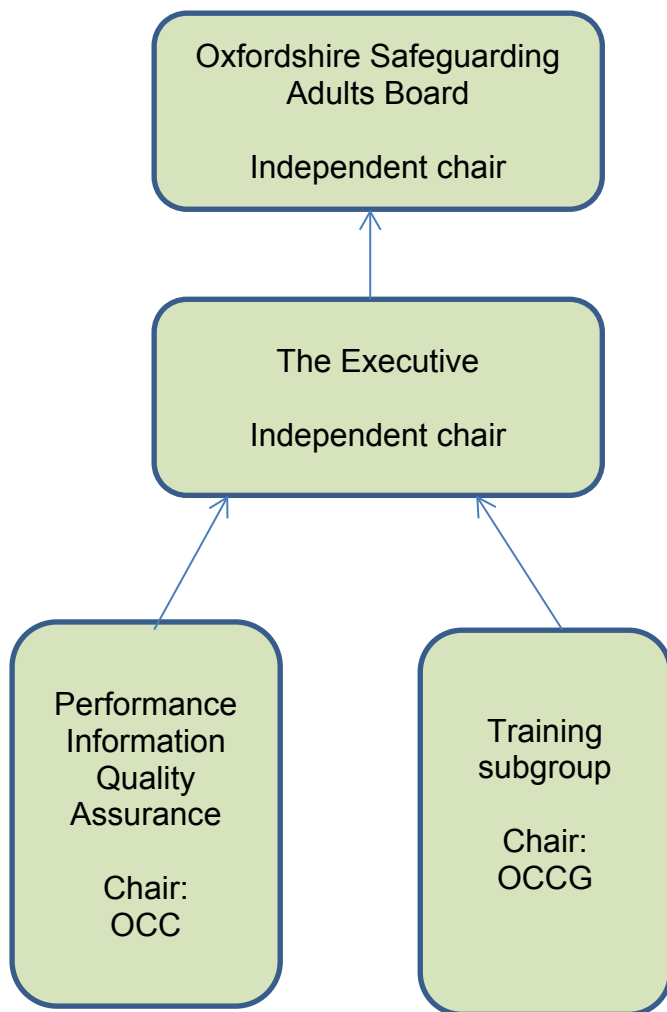 Oxfordshire Safeguarding
Adults Board
Independent chair
The Executive
Independent chair
Performance
Information
Quality
Assurance
Chair:
OCC
Training
subgroup
Chair:
OCCG